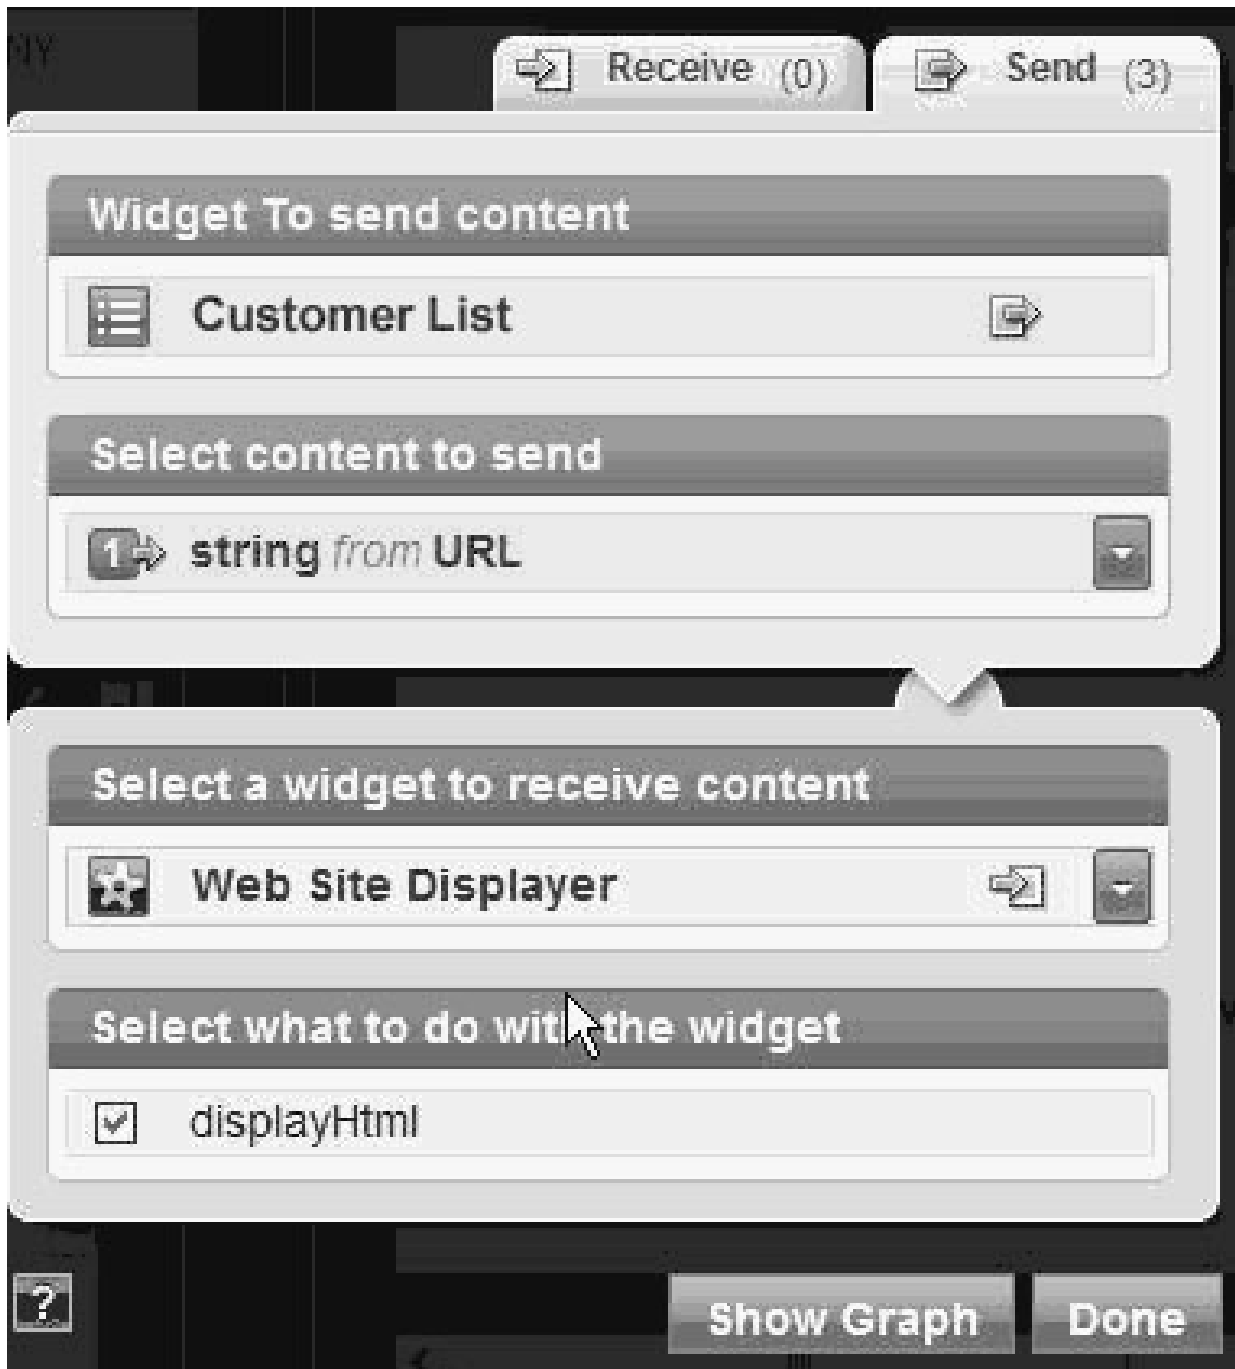 NY
Receive (0)
Send (3)
Widget To send content
Customer List
Select content to send
1 string from URL
Select a widget to receive content
Web Site Displayer
Select what to do with the widget
displayHtml
?
Show Graph
Done